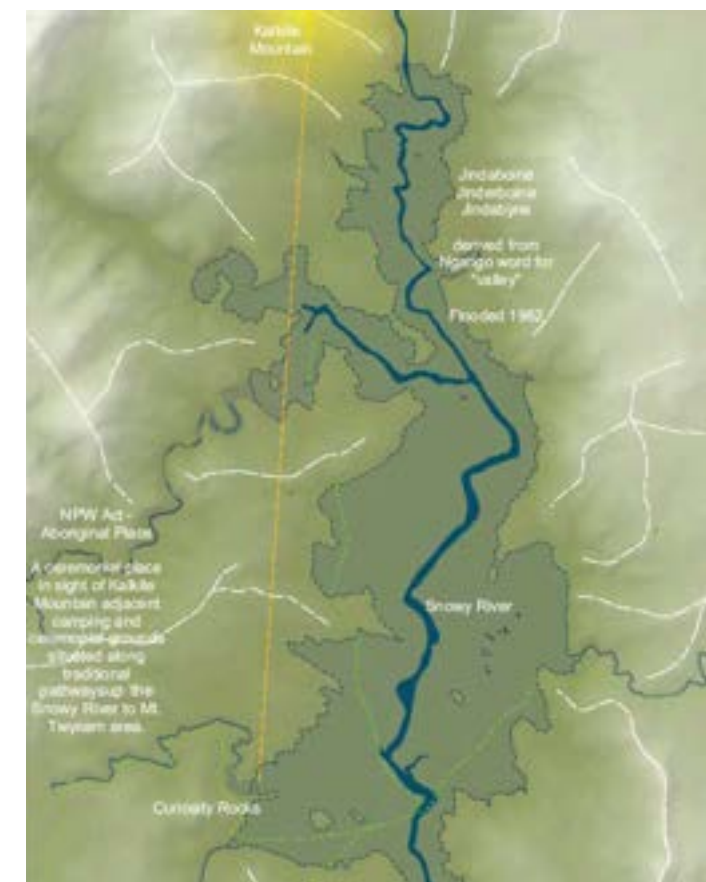 Kalkite
Mountain
Jindaboine
Jinderboine
Jindabyne
derived from
Ngarigo word for
"valley"
Flooded 1962
NPW Act -
Aboriginal Place
A ceremonial place
in sight of Kalkite
Mountain adjacent
camping and
ceremonial grounds
situated along
traditional
pathways up the
Snowy River to Mt.
Twynam area.
Snowy River
Curiosity Rocks